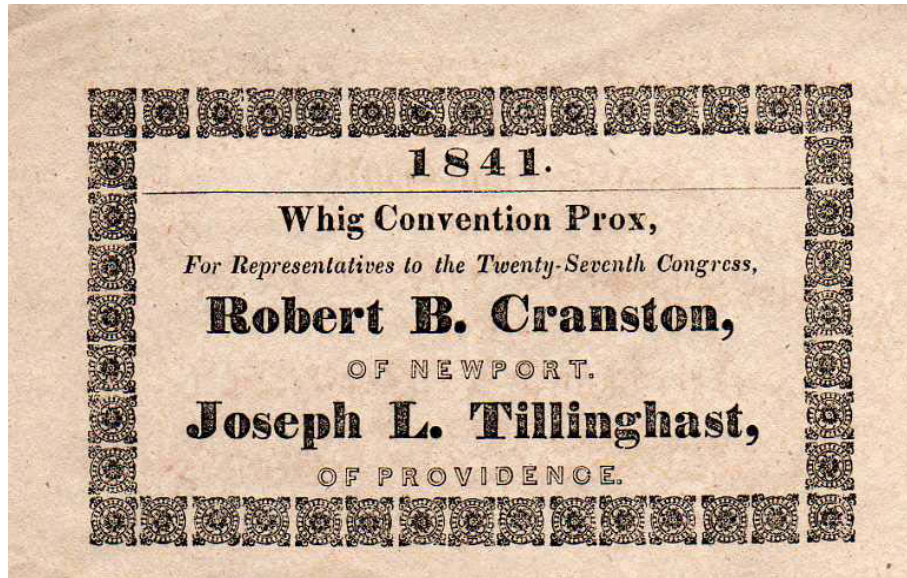 1841.
Whig Convention Prox,
For Representatives to the Twenty-Seventh Congress,
Robert B. Cranston,
OF NEWPORT.
Joseph L. Tillinghast,
OF PROVIDENCE.